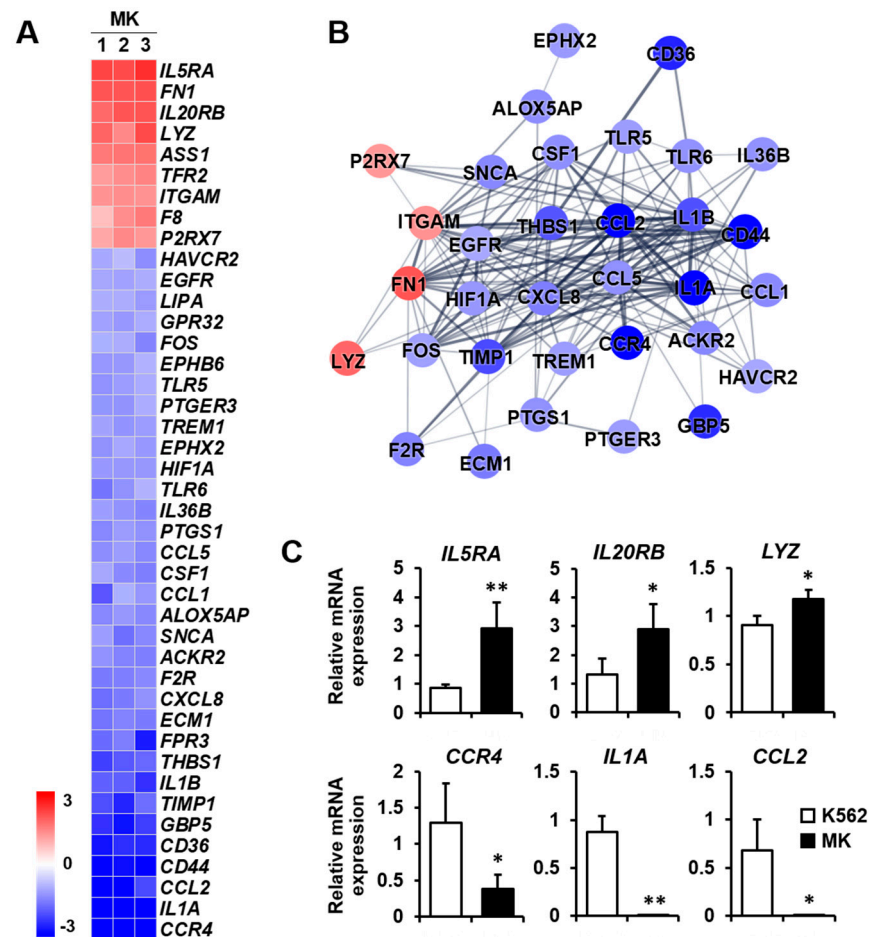 A
MK
1 2 3
IL5RA
FN1
IL20RB
LYZ
ASS1
TFR2
ITGAM
F8
P2RX7
HAVCR2
EGFR
LIPA
GPR32
FOS
EPHB6
TLR5
PTGER3
TREM1
EPHX2
HIF1A
TLR6
IL36B
PTGS1
CCL5
CSF1
CCL1
ALOX5AP
SNCA
ACKR2
F2R
CXCL8
ECM1
FPR3
THBS1
IL1B
TIMP1
GBP5
CD36
CD44
CCL2
IL1A
CCR4
3
0
-3
B
EPHX2
CD36
ALOX5AP
TLR5
CSF1
TLR6
IL36B
P2RX7
SNCA
ITGAM
THBS1
CCL2
IL1B
CD44
EGFR
FN1
HIF1A
CXCL8
CCL5
IL1A
CCL1
LYZ
FOS
TIMP1
TREM1
CCR4
ACKR2
HAVCR2
PTGS1
PTGER3
GBP5
F2R
ECM1
C
IL5RA
Relative mRNA
expression
5
4
3
2
1
0
**
IL20RB
5
4
3
2
1
0
*
LYZ
1.5
1
0.5
0
*
CCR4
Relative mRNA
expression
2
1.5
1
0.5
0
*
IL1A
1.5
1
0.5
0
**
CCL2
1.5
1
0.5
0
*
K562
MK